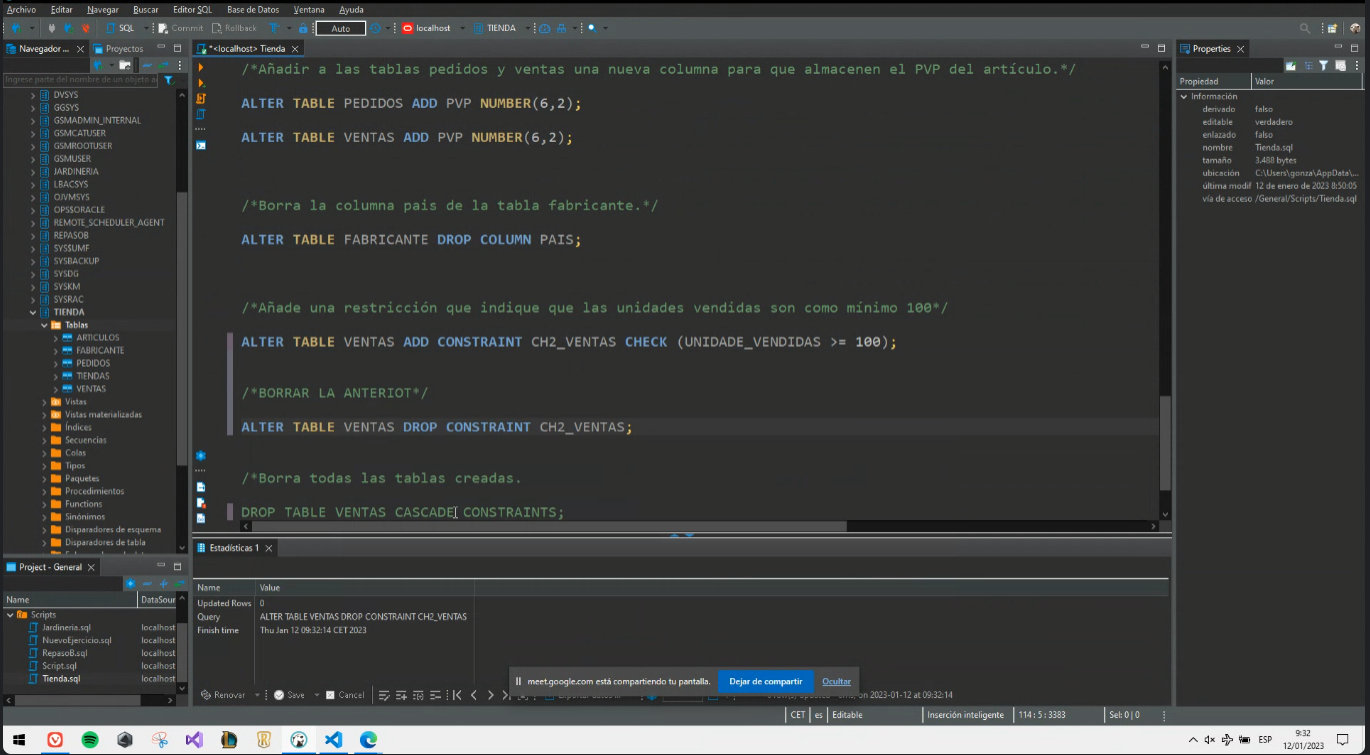 Archivo Editar Navegar Buscar Editor SQL Base de Datos Ventana Ayuda
SQL Commit Rollback Auto localhost TIENDA
Navegador ... Proyectos
Ingrese parte del nombre de un objeto a
DVSYS
GGSYS
GSMADMIN_INTERNAL
GSMCATUSER
GSMROOTUSER
GSMUSER
JARDINERIA
LBACSYS
OJVMSYS
OPS$ORACLE
REMOTE_SCHEDULER_AGENT
REPASOB
SYS$UMF
SYSBACKUP
SYSDG
SYSKM
SYSRAC
TIENDA
Tablas
ARTICULOS
FABRICANTE
PEDIDOS
TIENDAS
VENTAS
Vistas
Vistas materializadas
Índices
Secuencias
Colas
Tipos
Paquetes
Procedimientos
Functions
Sinónimos
Disparadores de esquema
Disparadores de tabla
Project - General
Name DataSour
Scripts
Jardineria.sql localhost
NuevoEjercicio.sql localhost
RepasoB.sql localhost
Script.sql localhost
Tienda.sql localhost
*<localhost> Tienda
/*Añadir a las tablas pedidos y ventas una nueva columna para que almacenen el PVP del artículo.*/
ALTER TABLE PEDIDOS ADD PVP NUMBER(6,2);
ALTER TABLE VENTAS ADD PVP NUMBER(6,2);
/*Borra la columna pais de la tabla fabricante.*/
ALTER TABLE FABRICANTE DROP COLUMN PAIS;
/*Añade una restricción que indique que las unidades vendidas son como mínimo 100*/
ALTER TABLE VENTAS ADD CONSTRAINT CH2_VENTAS CHECK (UNIDADE_VENDIDAS >= 100);
/*BORRAR LA ANTERIOT*/
ALTER TABLE VENTAS DROP CONSTRAINT CH2_VENTAS;
/*Borra todas las tablas creadas.
DROP TABLE VENTAS CASCADE CONSTRAINTS;
Estadísticas 1
Name Value
Updated Rows 0
Query ALTER TABLE VENTAS DROP CONSTRAINT CH2_VENTAS
Finish time Thu Jan 12 09:32:14 CET 2023
Renovar Save Cancel
on 2023-01-12 at 09:32:14
meet.google.com está compartiendo tu pantalla. Dejar de compartir Ocultar
CET es Editable Inserción inteligente 114 : 5 : 3383 Sel: 0 | 0
Properties
Propiedad Valor
Información
derivado falso
editable verdadero
enlazado falso
nombre Tienda.sql
tamaño 3.488 bytes
ubicación C:\Users\gonza\AppData\...
última modif 12 de enero de 2023 8:50:05
vía de acceso /General/Scripts/Tienda.sql
ESP
9:32
12/01/2023